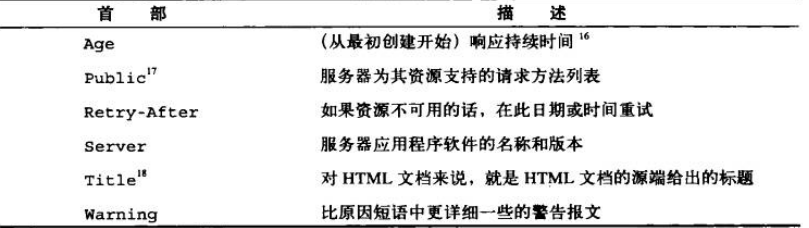 首 部 描 述
Age (从最初创建开始) 响应持续时间 16
Public17 服务器为其资源支持的请求方法列表
Retry-After 如果资源不可用的话，在此日期或时间重试
Server 服务器应用程序软件的名称和版本
Title18 对 HTML 文档来说，就是 HTML 文档的源端给出的标题
Warning 比原因短语中更详细一些的警告报文